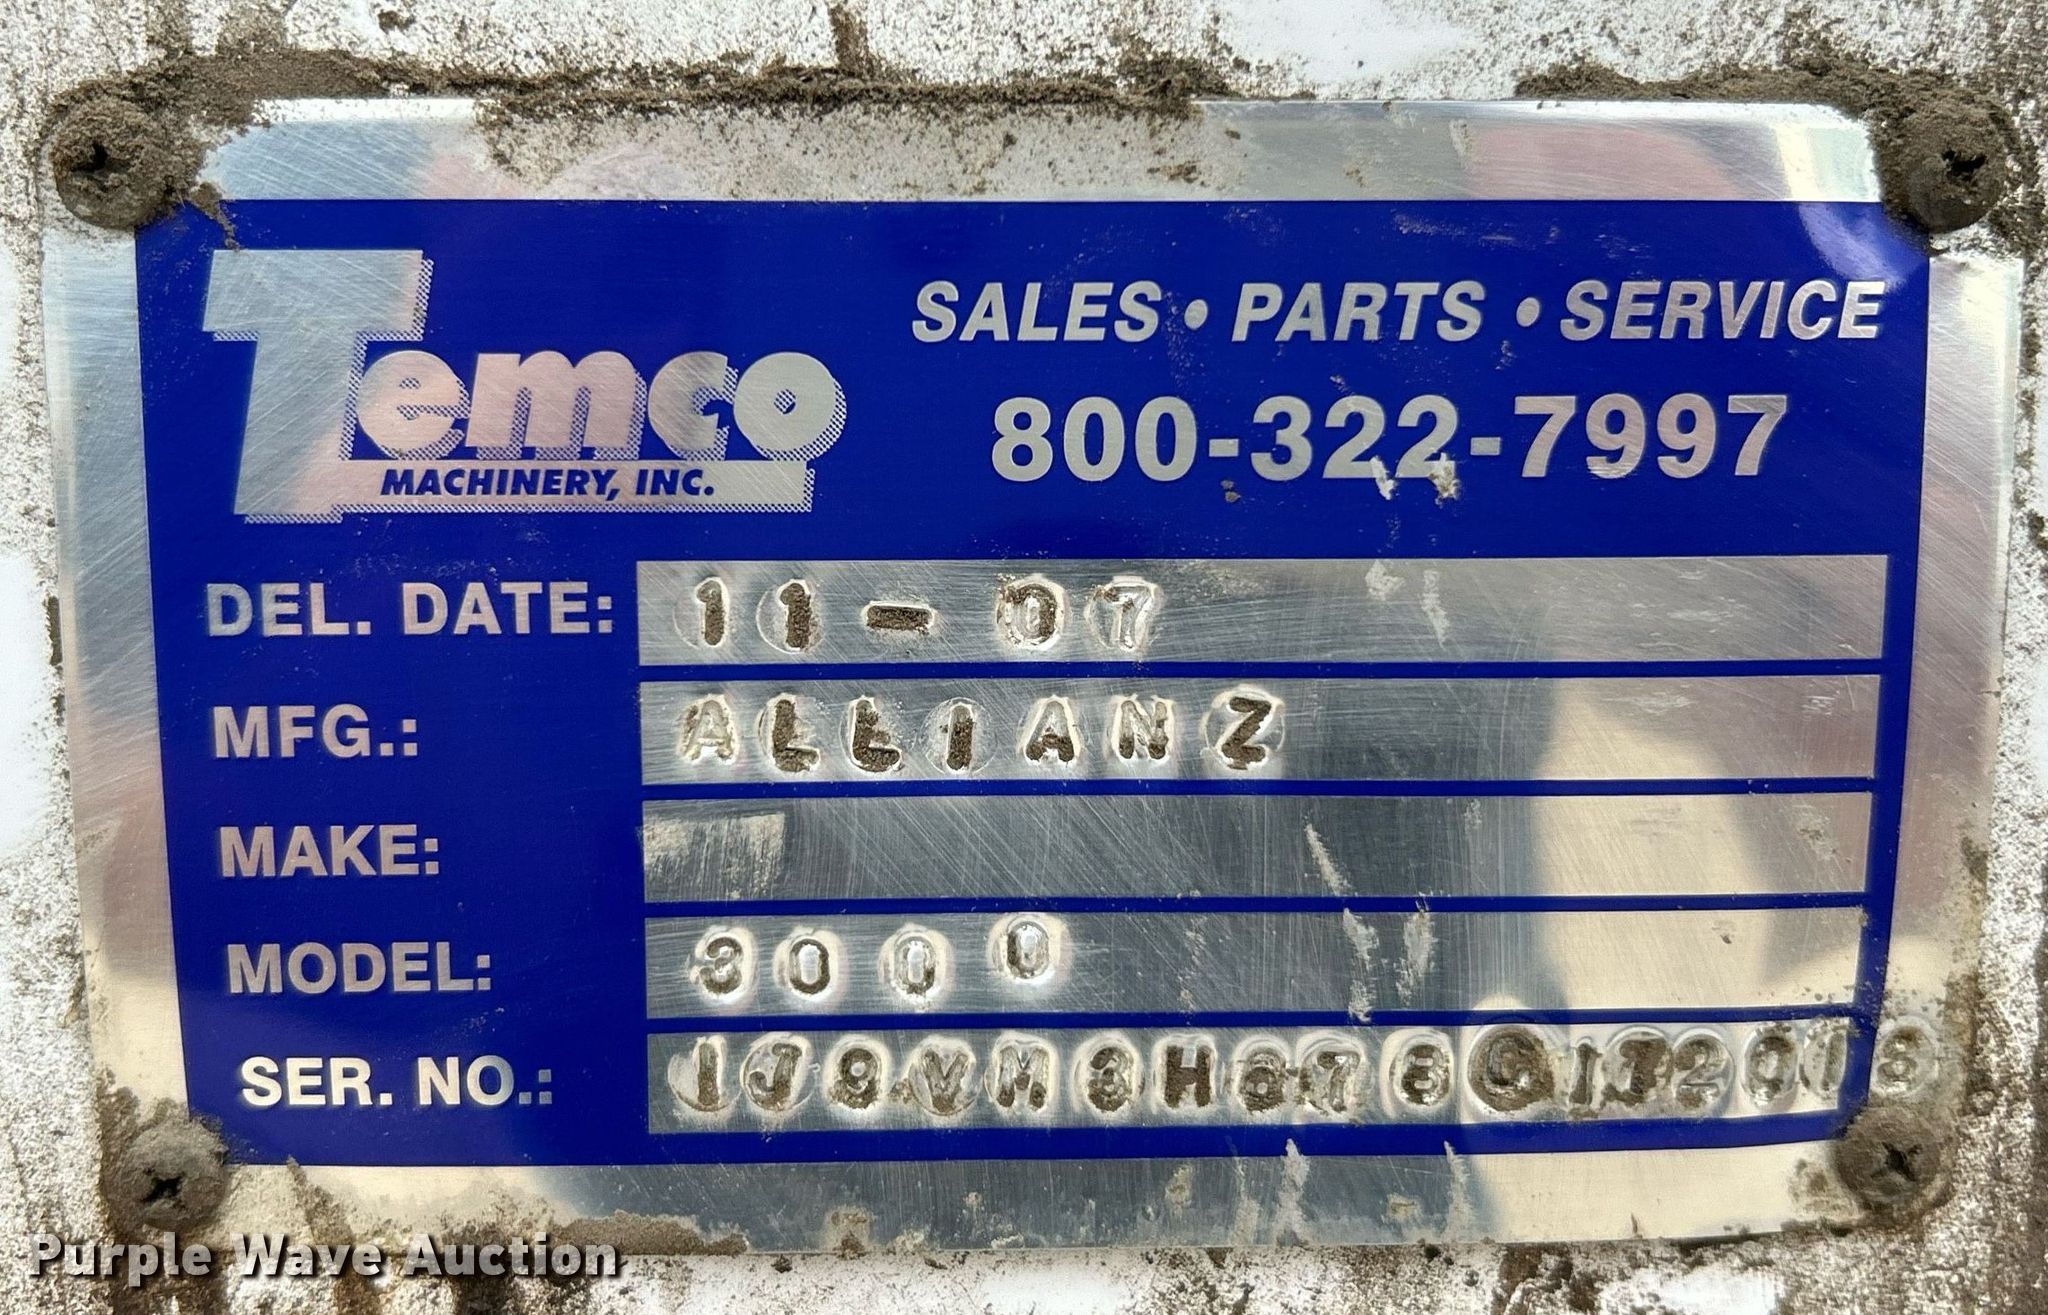 Temco
MACHINERY, INC.
SALES • PARTS • SERVICE
800-322-7997
DEL. DATE: 11-07
MFG.: ALLIANZ
MAKE:
MODEL: 3000
SER. NO.:
Purple Wave Auction